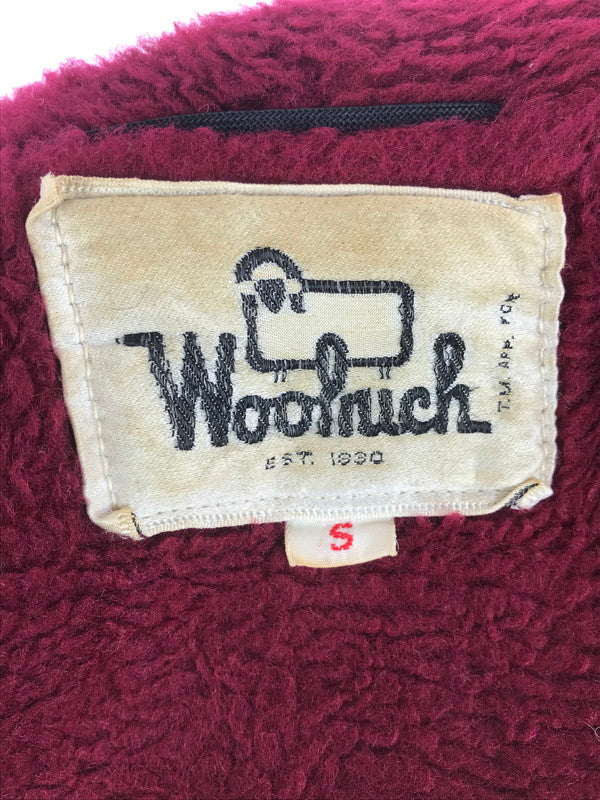 Woolrich
EST. 1830
T.M. APP. FOR
S